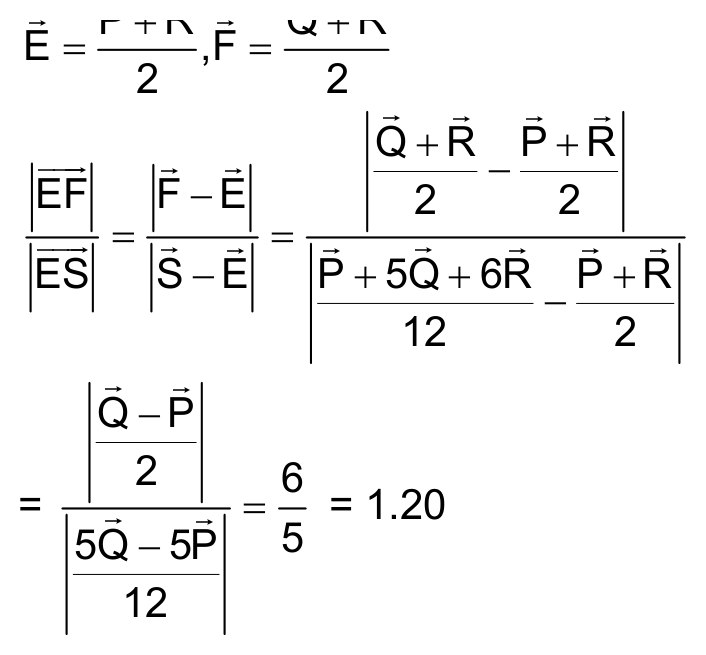 E⃗ = (P⃗ + R⃗)/2, F⃗ = (Q⃗ + R⃗)/2
|EF⃗|/|ES⃗| = |F⃗ − E⃗|/|S⃗ − E⃗| = |(Q⃗ + R⃗)/2 − (P⃗ + R⃗)/2| / |(P⃗ + 5Q⃗ + 6R⃗)/12 − (P⃗ + R⃗)/2|
= |(Q⃗ − P⃗)/2| / |(5Q⃗ − 5P⃗)/12| = 6/5 = 1.20